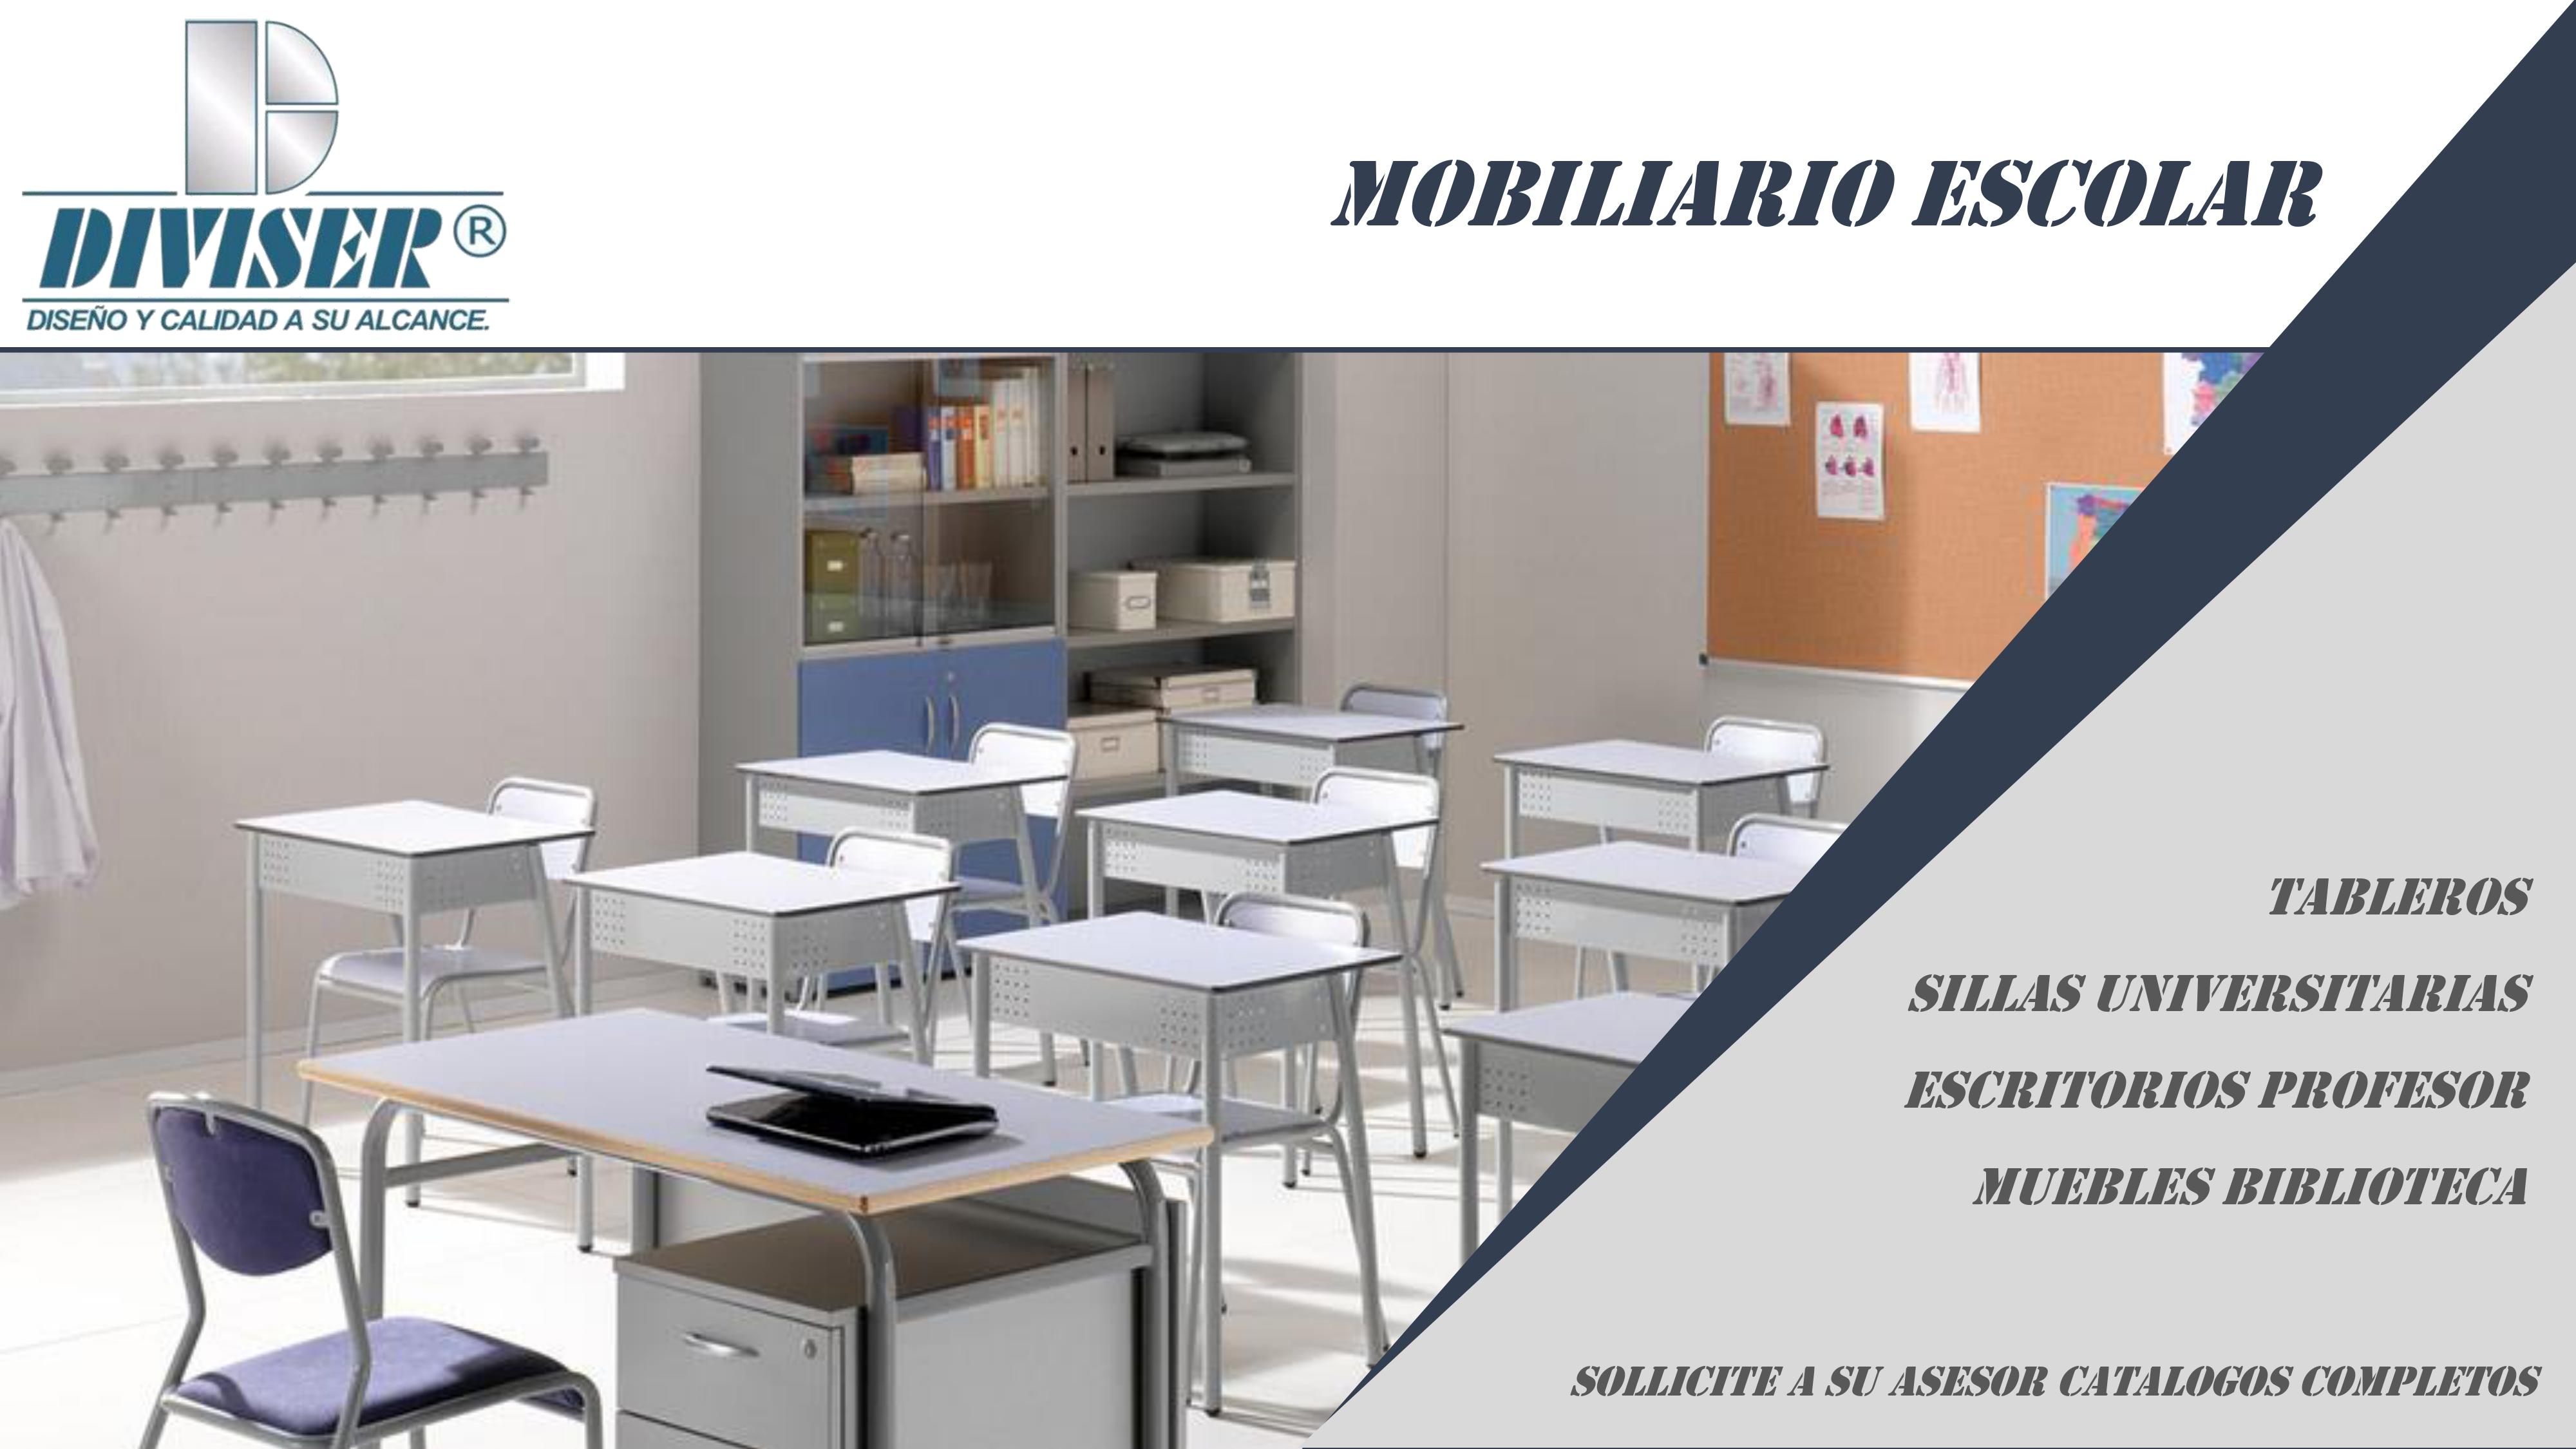 DIVISER®
DISEÑO Y CALIDAD A SU ALCANCE.
MOBILIARIO ESCOLAR
TABLEROS
SILLAS UNIVERSITARIAS
ESCRITORIOS PROFESOR
MUEBLES BIBLIOTECA
SOLLICITE A SU ASESOR CATALOGOS COMPLETOS